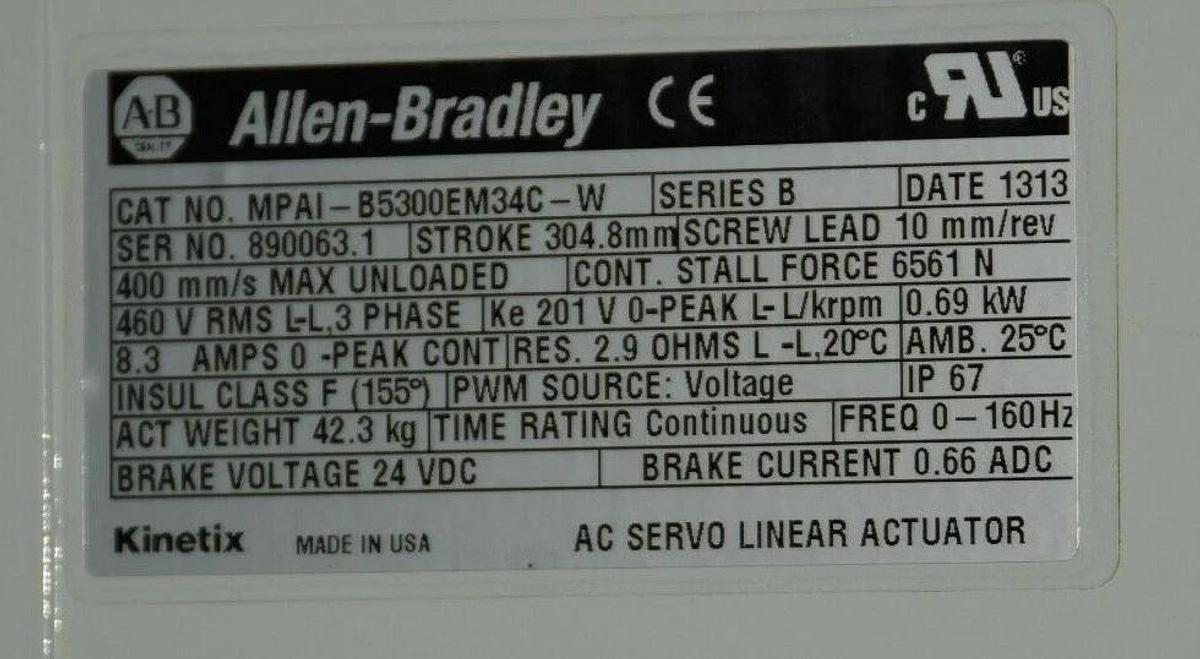 A-B Allen-Bradley CE c RU® US
QUALITY
CAT NO. MPAI-B5300EM34C-W SERIES B DATE 1313
SER NO. 890063.1 STROKE 304.8mm SCREW LEAD 10 mm/rev
400 mm/s MAX UNLOADED CONT. STALL FORCE 6561 N
460 V RMS L-L,3 PHASE Ke 201 V 0-PEAK L-L/krpm 0.69 kW
8.3 AMPS 0 -PEAK CONT RES. 2.9 OHMS L -L,20°C AMB. 25°C
INSUL CLASS F (155°) PWM SOURCE: Voltage IP 67
ACT WEIGHT 42.3 kg TIME RATING Continuous FREQ 0-160Hz
BRAKE VOLTAGE 24 VDC BRAKE CURRENT 0.66 ADC
Kinetix MADE IN USA AC SERVO LINEAR ACTUATOR